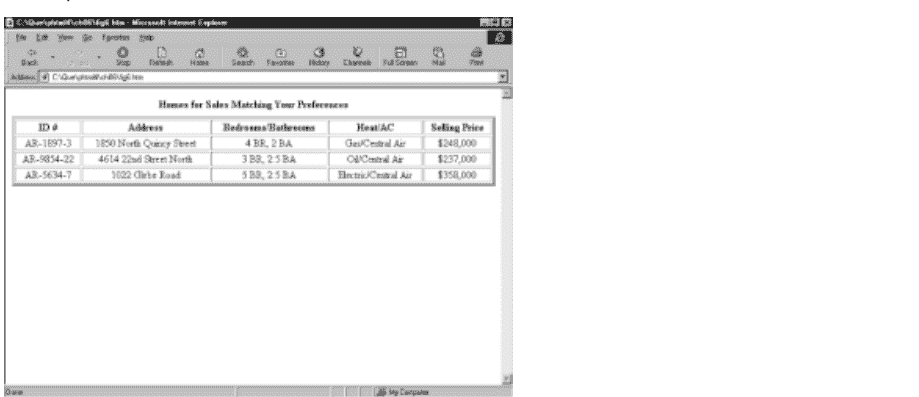 Microsoft Internet Explorer
File Edit View Go Favorites Help
Back Stop Refresh Home Search Favorites History Channels Full Screen Mail Print
Address
Homes for Sales Matching Your Preferences
ID # Address Bedrooms/Bathrooms Heat/AC Selling Price
AR-1897-3 1850 North Quincy Street 4 BR, 2 BA Gas/Central Air $248,000
AR-9854-22 4614 22nd Street North 3 BR, 2.5 BA Oil/Central Air $237,000
AR-5634-7 1022 Glebe Road 5 BR, 2.5 BA Electric/Central Air $358,000
Done My Computer